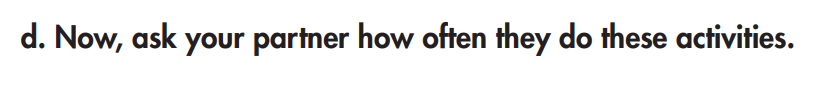 d. Now, ask your partner how often they do these activities.